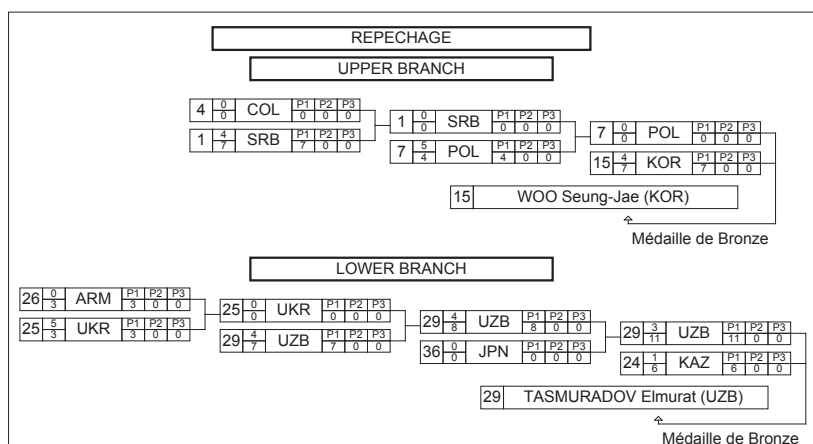 REPECHAGE
UPPER BRANCH
4 0 0 COL P1 P2 P3 0 0 0
1 4 7 SRB P1 P2 P3 7 0 0
1 0 0 SRB P1 P2 P3 0 0 0
7 5 4 POL P1 P2 P3 4 0 0
7 0 0 POL P1 P2 P3 0 0 0
15 4 7 KOR P1 P2 P3 7 0 0
15 WOO Seung-Jae (KOR)
Médaille de Bronze
LOWER BRANCH
26 0 3 ARM P1 P2 P3 3 0 0
25 5 3 UKR P1 P2 P3 3 0 0
25 0 0 UKR P1 P2 P3 0 0 0
29 4 7 UZB P1 P2 P3 7 0 0
29 4 8 UZB P1 P2 P3 8 0 0
36 0 0 JPN P1 P2 P3 0 0 0
29 3 11 UZB P1 P2 P3 11 0 0
24 1 6 KAZ P1 P2 P3 6 0 0
29 TASMURADOV Elmurat (UZB)
Médaille de Bronze